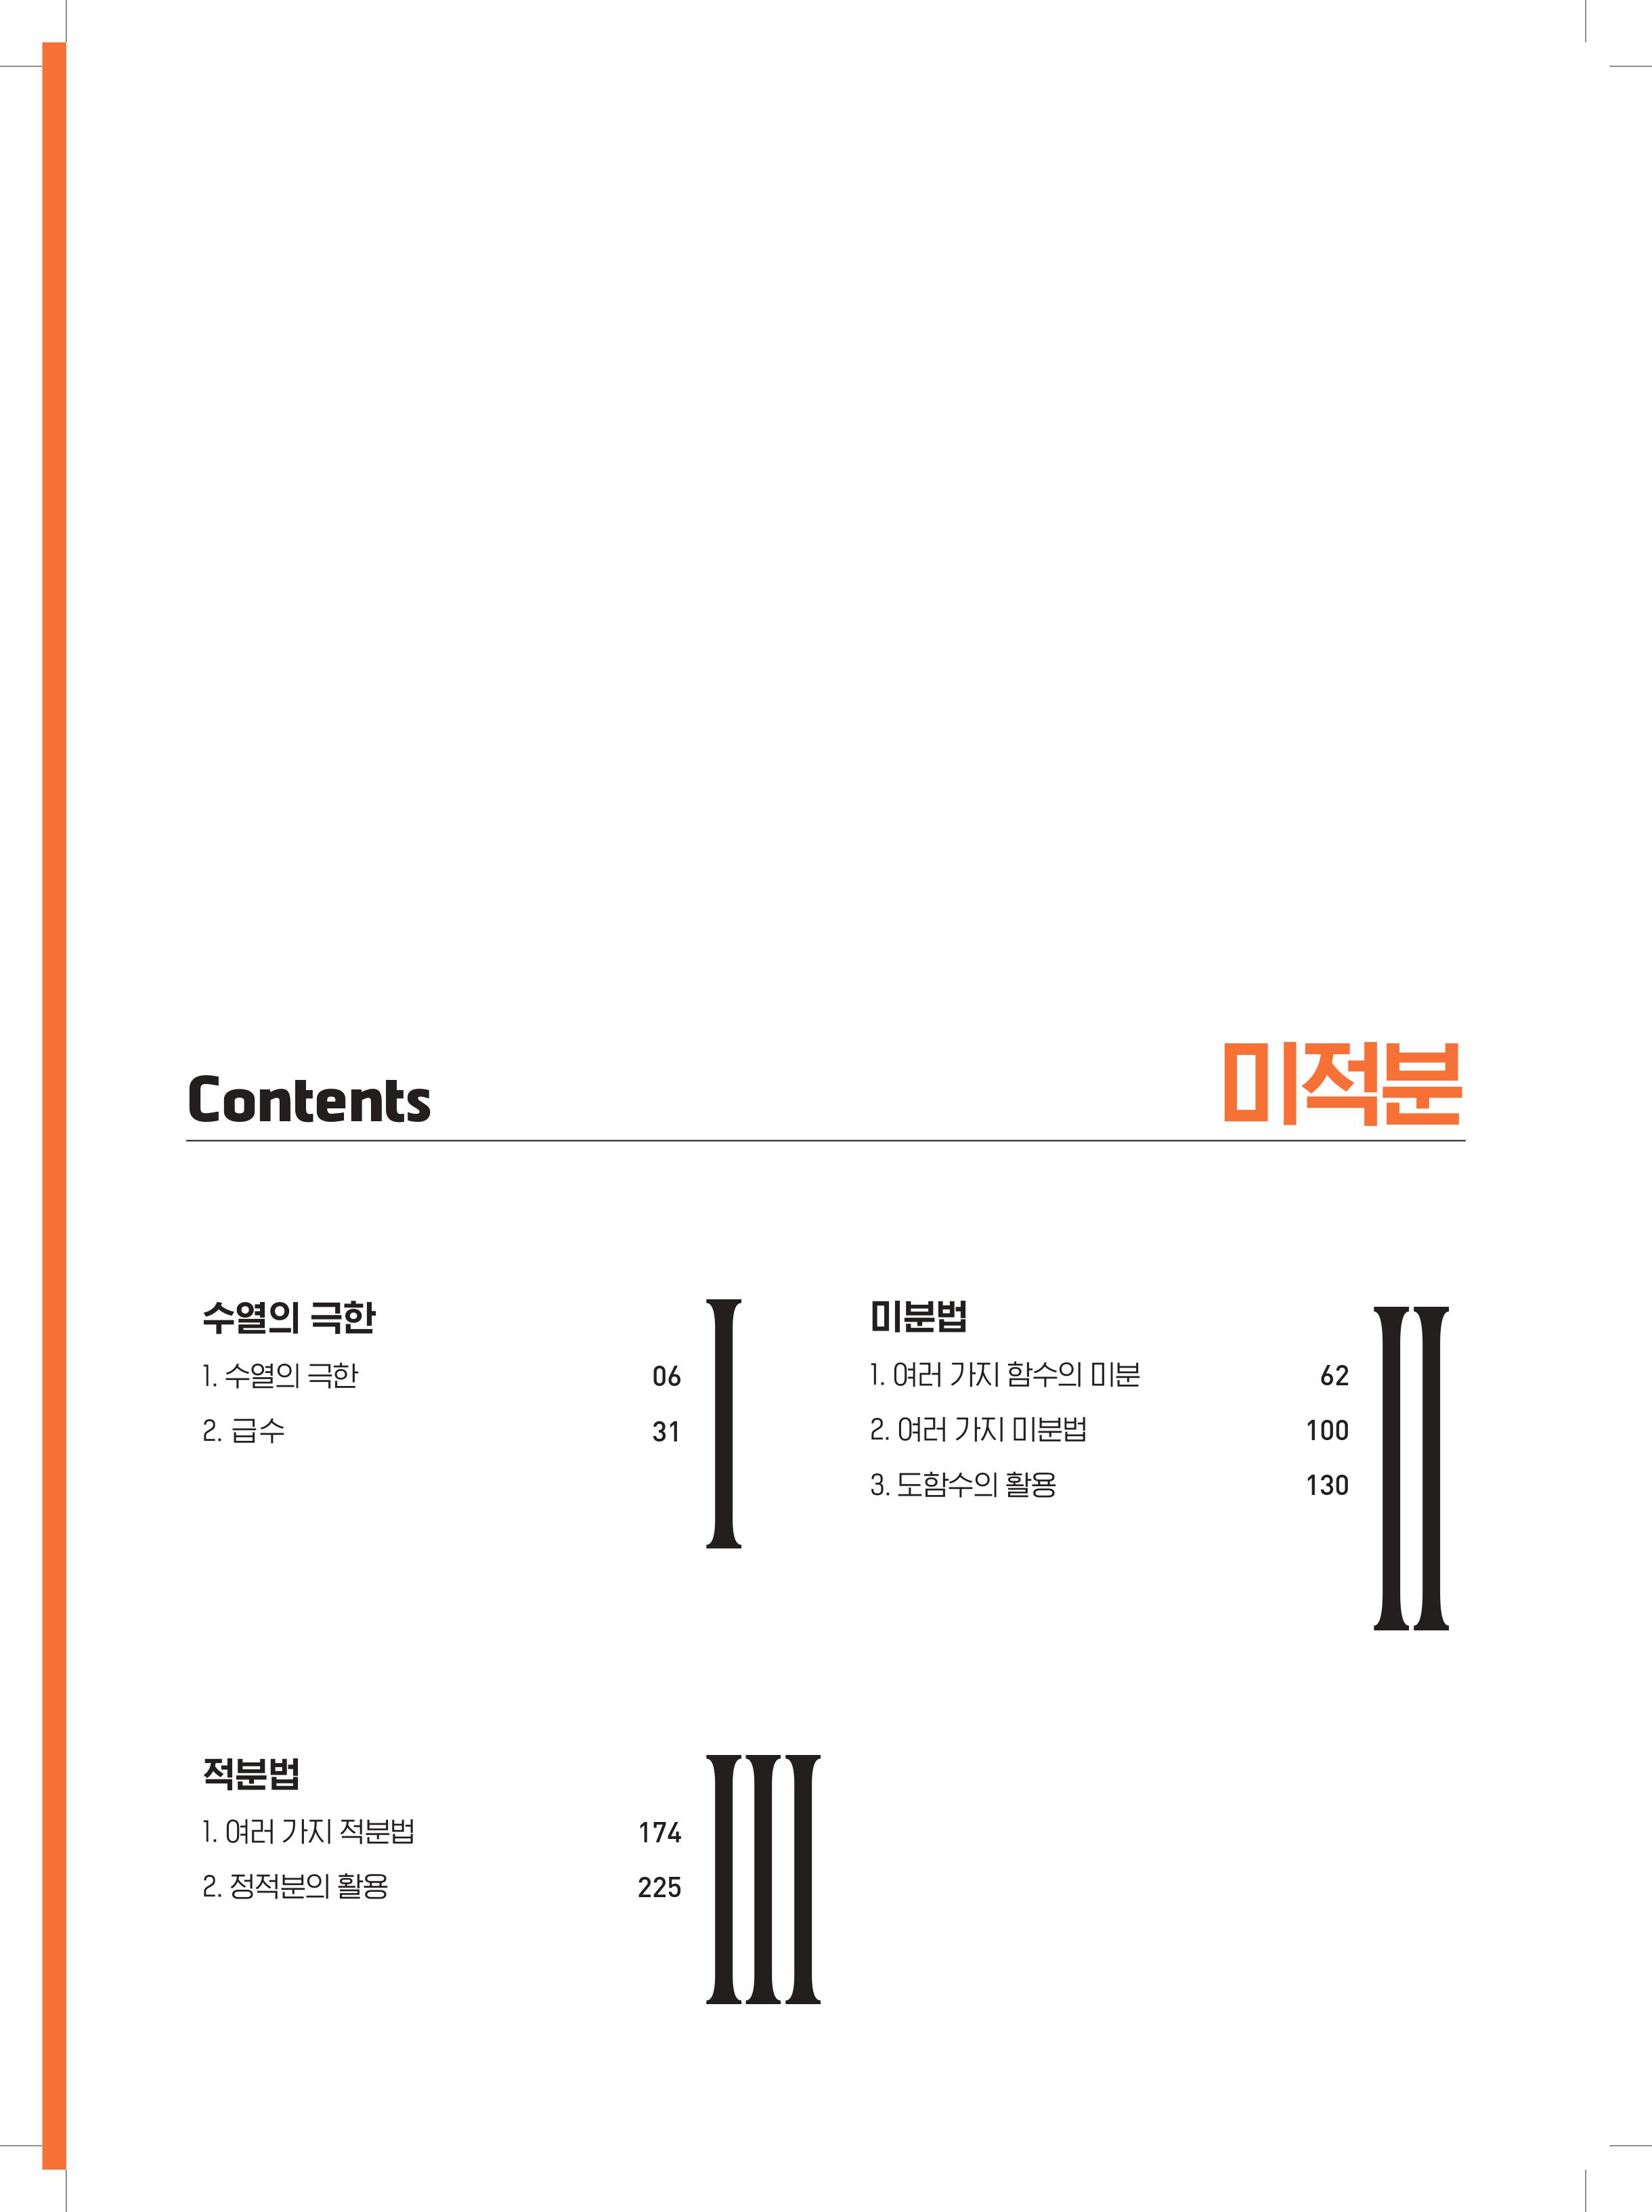 Contents
미적분
수열의 극한
1. 수열의 극한 06
2. 급수 31
I
미분법
1. 여러 가지 함수의 미분 62
2. 여러 가지 미분법 100
3. 도함수의 활용 130
II
적분법
1. 여러 가지 적분법 174
2. 정적분의 활용 225
III